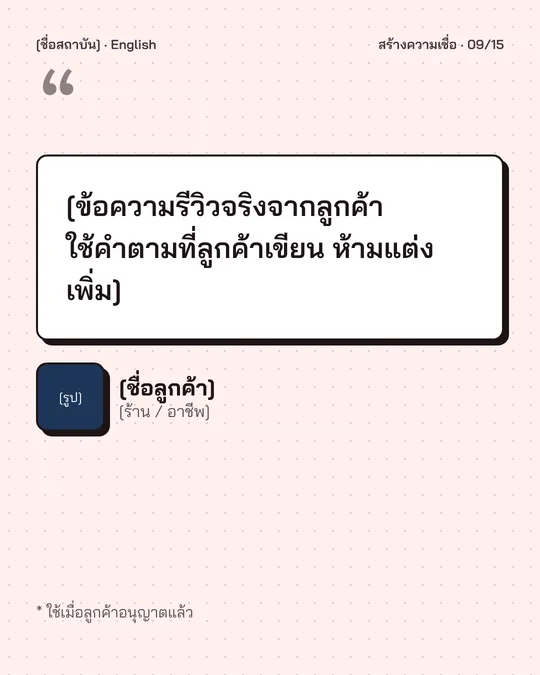 [ชื่อสถาบัน] · English
สร้างความเชื่อ · 09/15
“
[ข้อความรีวิวจริงจากลูกค้า
ใช้คำตามที่ลูกค้าเขียน ห้ามแต่ง
เพิ่ม]
[รูป]
[ชื่อลูกค้า]
[ร้าน / อาชีพ]
* ใช้เมื่อลูกค้าอนุญาตแล้ว